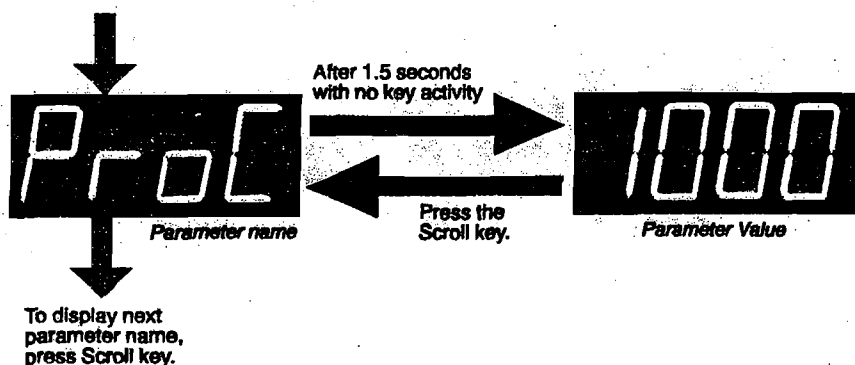 After 1.5 seconds
with no key activity
ProC
1000
Press the
Scroll key.
Parameter name
Parameter Value
To display next
parameter name,
press Scroll key.